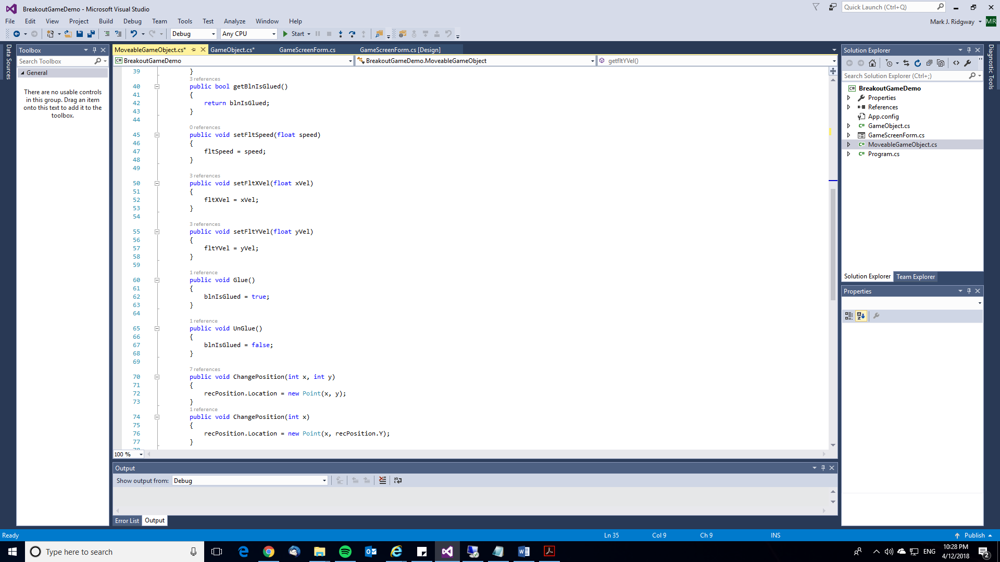 BreakoutGameDemo - Microsoft Visual Studio
Quick Launch (Ctrl+Q)
File Edit View Project Build Debug Team Tools Test Analyze Window Help
Mark J. Ridgway
MR
Debug
Any CPU
Start
Data Sources
Toolbox
Search Toolbox
General
There are no usable controls
in this group. Drag an item
onto this text to add it to the
toolbox.
MoveableGameObject.cs*
GameObject.cs*
GameScreenForm.cs
GameScreenForm.cs [Design]
C# BreakoutGameDemo
BreakoutGameDemo.MoveableGameObject
getfltYVel()
39 }
3 references
40 public bool getBlnIsGlued()
41 {
42 return blnIsGlued;
43 }
44
0 references
45 public void setFltSpeed(float speed)
46 {
47 fltSpeed = speed;
48 }
49
3 references
50 public void setFltXVel(float xVel)
51 {
52 fltXVel = xVel;
53 }
54
3 references
55 public void setFltYVel(float yVel)
56 {
57 fltYVel = yVel;
58 }
59
1 reference
60 public void Glue()
61 {
62 blnIsGlued = true;
63 }
64
1 reference
65 public void UnGlue()
66 {
67 blnIsGlued = false;
68 }
69
7 references
70 public void ChangePosition(int x, int y)
71 {
72 recPosition.Location = new Point(x, y);
73 }
1 reference
74 public void ChangePosition(int x)
75 {
76 recPosition.Location = new Point(x, recPosition.Y);
77 }
78
100 %
Output
Show output from: Debug
Error List
Output
Solution Explorer
Search Solution Explorer (Ctrl+;)
C# BreakoutGameDemo
Properties
References
App.config
C# GameObject.cs
GameScreenForm.cs
C# MoveableGameObject.cs
C# Program.cs
Solution Explorer
Team Explorer
Properties
Diagnostic Tools
Ready
Ln 35
Col 9
Ch 9
INS
Publish
Type here to search
ENG
10:28 PM
4/12/2018
2